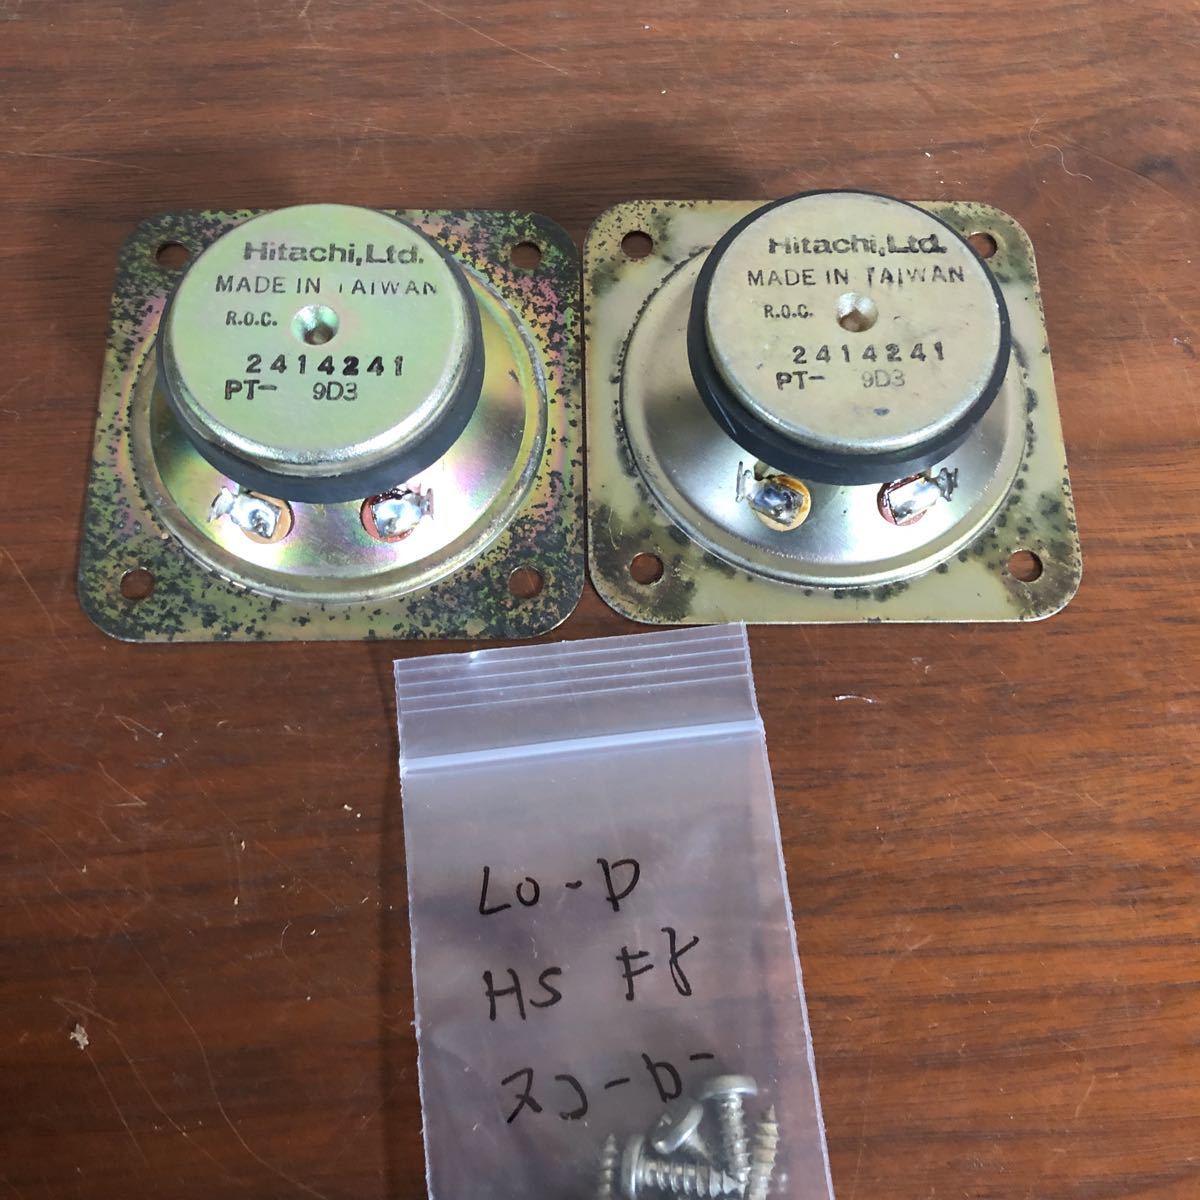 Hitachi,Ltd.
MADE IN TAIWAN
R.O.C.
2414241
PT- 9D3
Hitachi,Ltd.
MADE IN TAIWAN
R.O.C.
2414241
PT- 9D3
LO-D
HS
スコーカー